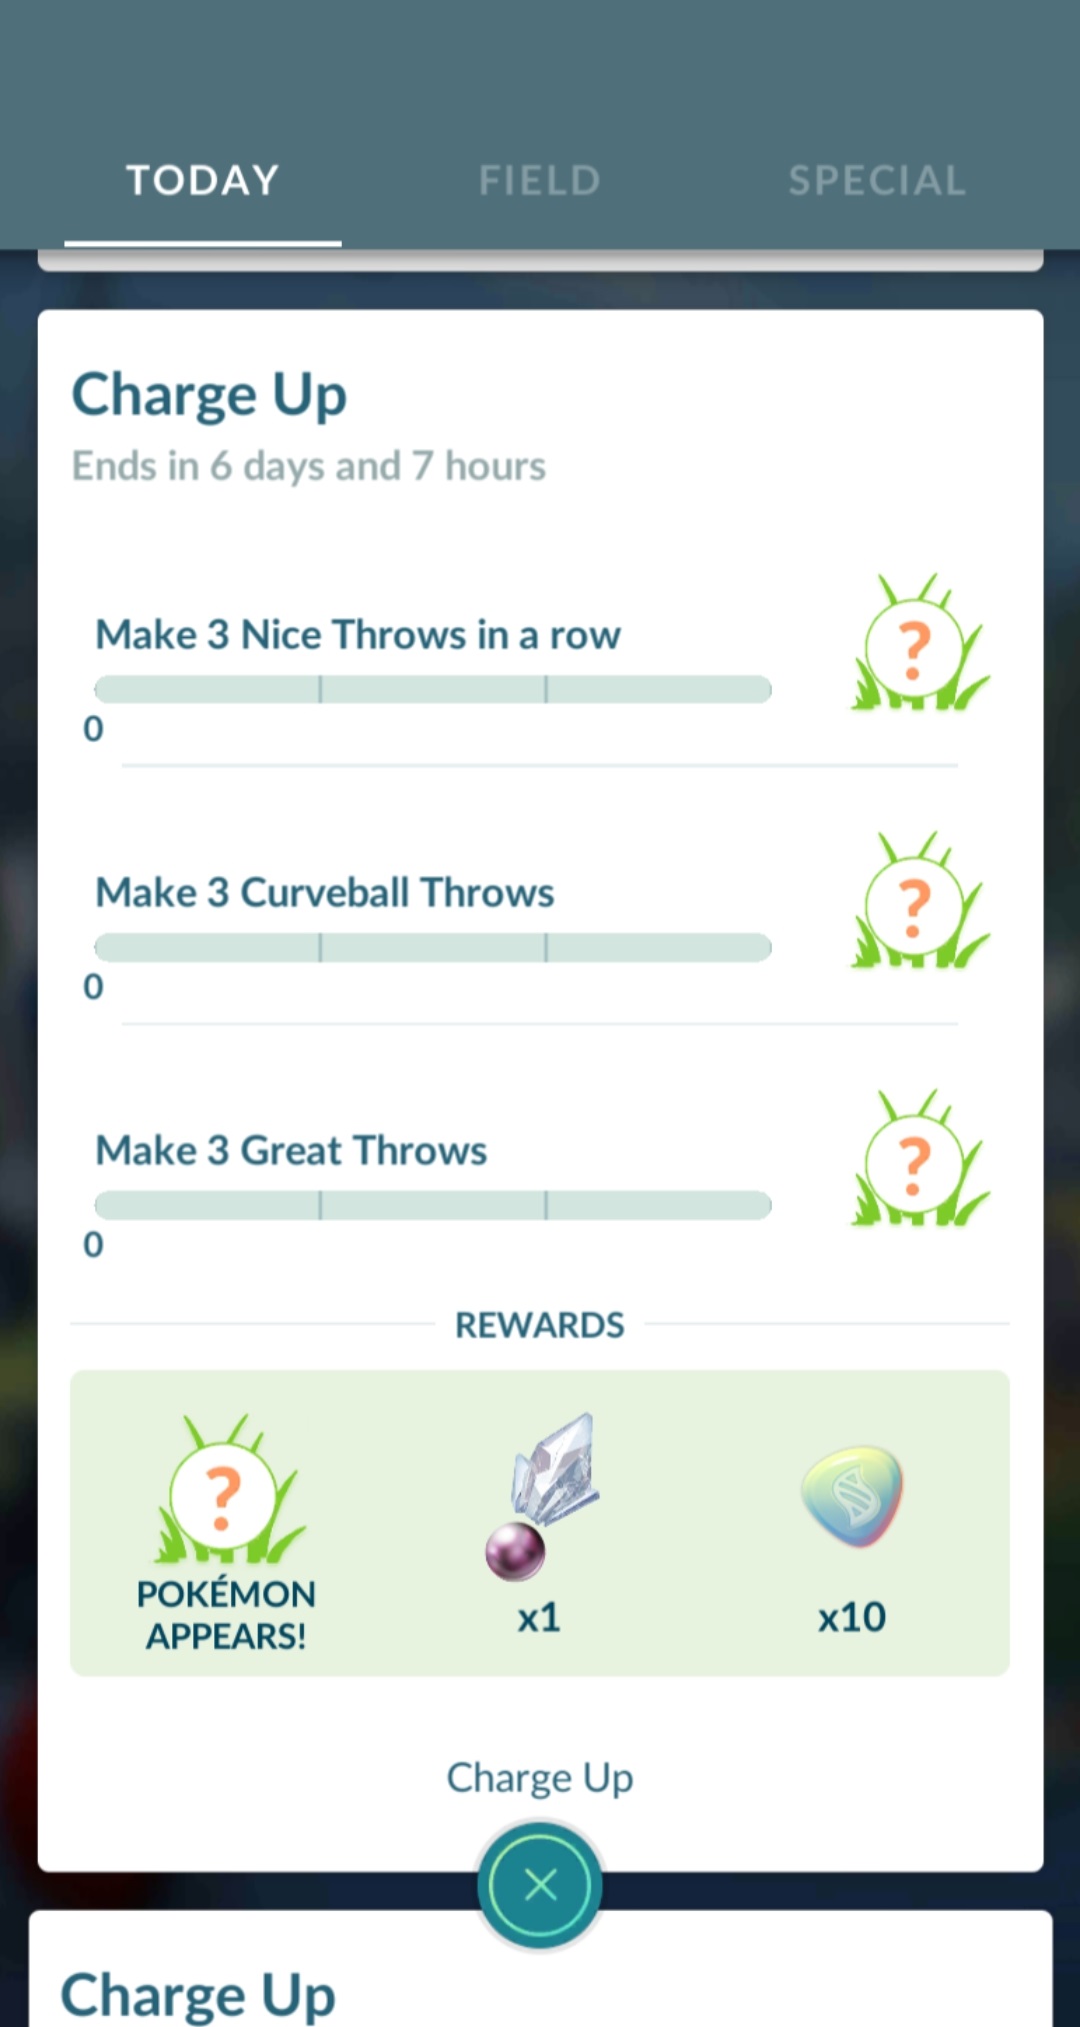 TODAY
FIELD
SPECIAL
Charge Up
Ends in 6 days and 7 hours
Make 3 Nice Throws in a row
?
0
Make 3 Curveball Throws
?
0
Make 3 Great Throws
?
0
REWARDS
?
POKÉMON
APPEARS!
x1
x10
Charge Up
Charge Up